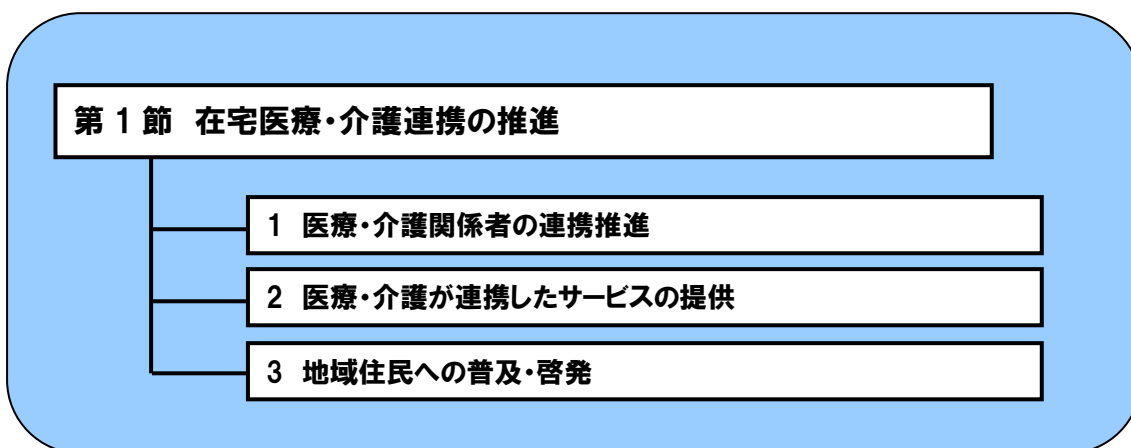 第 1 節 在宅医療・介護連携の推進
1 医療・介護関係者の連携推進
2 医療・介護が連携したサービスの提供
3 地域住民への普及・啓発